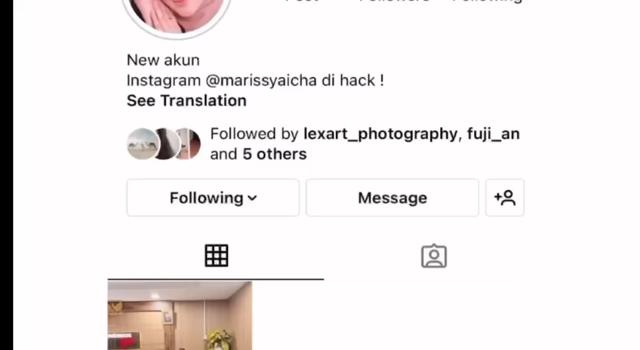 New akun
Instagram @marissyaicha di hack !
See Translation
Followed by lexart_photography, fuji_an
and 5 others
Following
Message